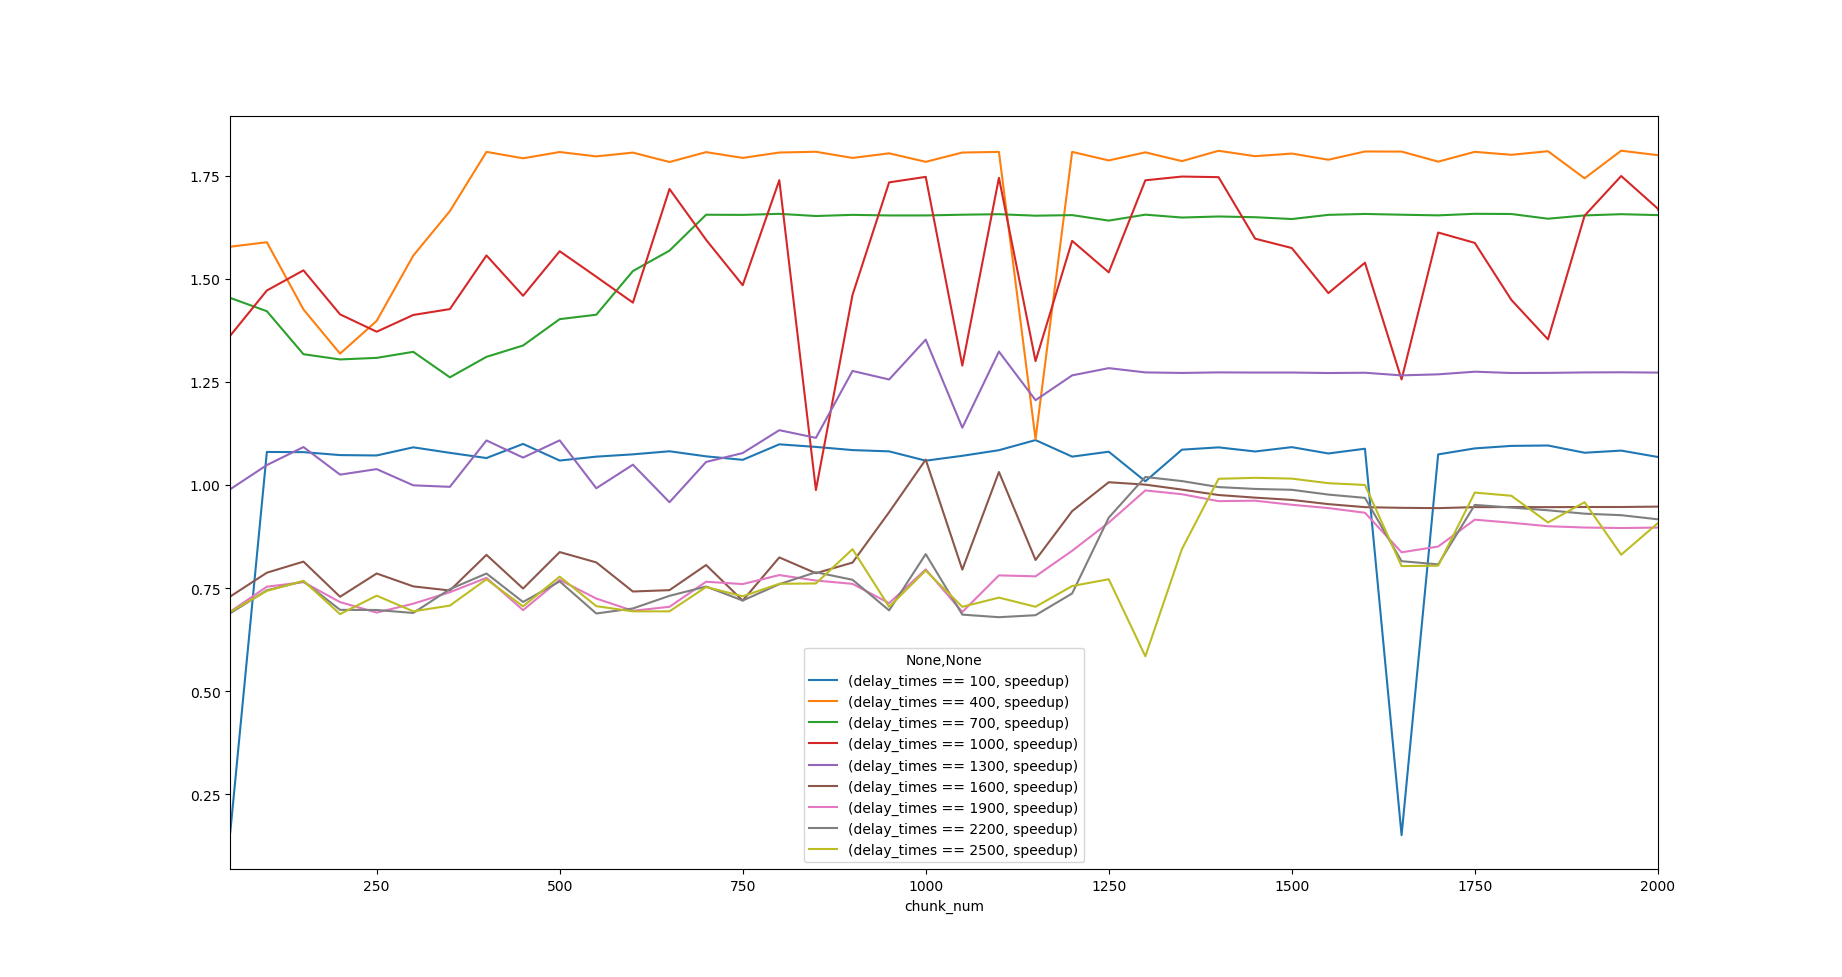 1.75
1.50
1.25
1.00
0.75
0.50
0.25
None,None
(delay_times == 100, speedup)
(delay_times == 400, speedup)
(delay_times == 700, speedup)
(delay_times == 1000, speedup)
(delay_times == 1300, speedup)
(delay_times == 1600, speedup)
(delay_times == 1900, speedup)
(delay_times == 2200, speedup)
(delay_times == 2500, speedup)
250 500 750 1000 1250 1500 1750 2000
chunk_num